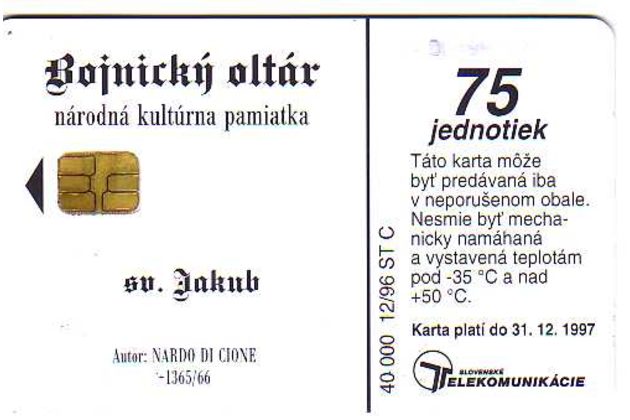 Bojnický oltár
národná kultúrna pamiatka
sv. Jakub
Autor: NARDO DI CIONE
-1365/66
40 000 12/96 ST C
75
jednotiek
Táto karta môže
byť predávaná iba
v neporušenom obale.
Nesmie byť mecha-
nicky namáhaná
a vystavená teplotám
pod -35 °C a nad
+50 °C.
Karta platí do 31. 12. 1997
SLOVENSKÉ
TELEKOMUNIKÁCIE